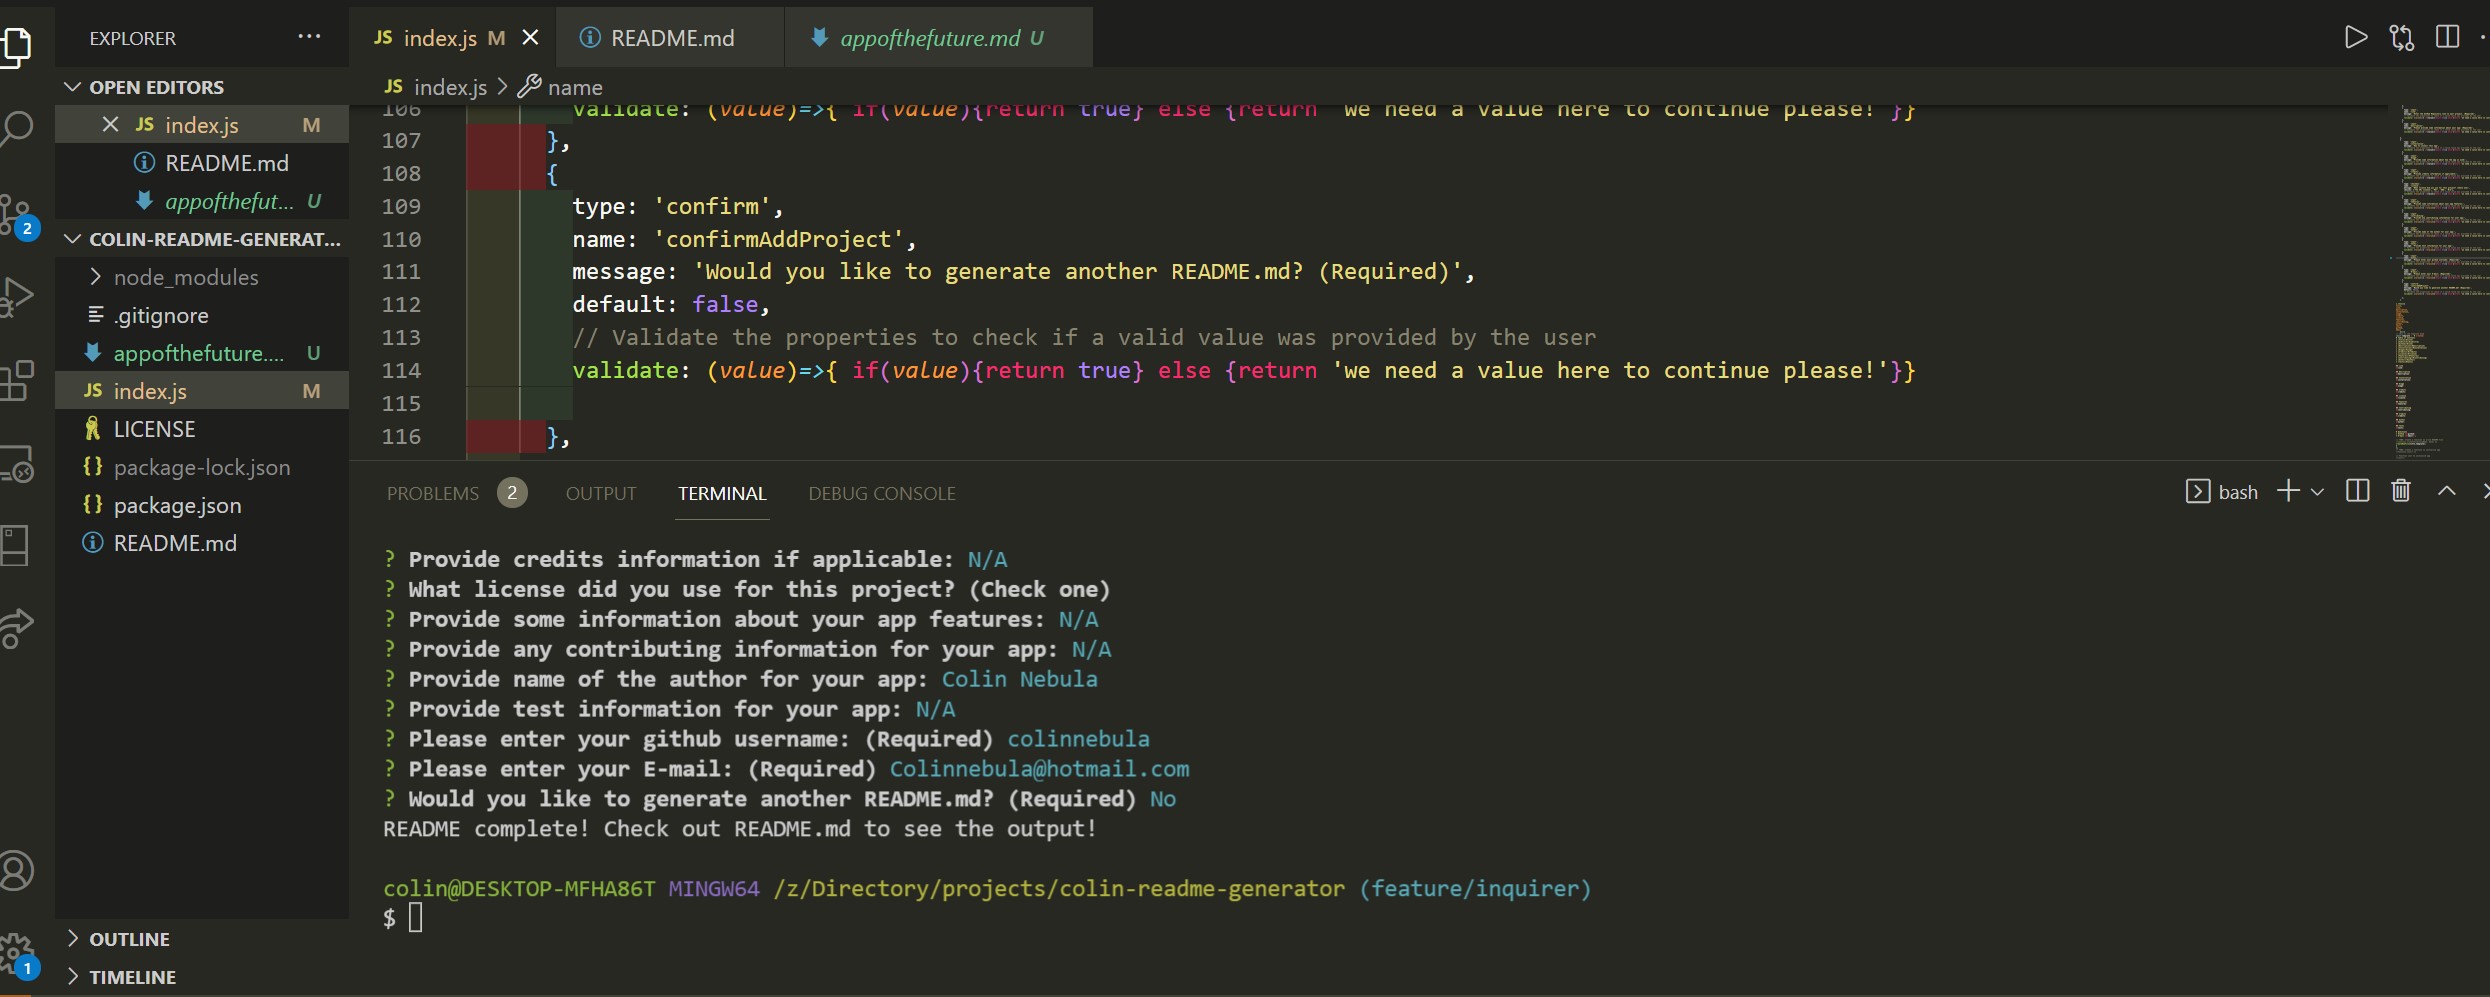 EXPLORER ···
JS index.js M
README.md
appofthefuture.md U
OPEN EDITORS
JS index.js M
README.md
appofthefut... U
COLIN-README-GENERAT...
node_modules
.gitignore
appofthefuture.... U
JS index.js M
LICENSE
{} package-lock.json
{} package.json
README.md
OUTLINE
TIMELINE
2
1
JS index.js > name
106 validate: (value)=>{ if(value){return true} else {return 'we need a value here to continue please!'}}
107 },
108 {
109 type: 'confirm',
110 name: 'confirmAddProject',
111 message: 'Would you like to generate another README.md? (Required)',
112 default: false,
113 // Validate the properties to check if a valid value was provided by the user
114 validate: (value)=>{ if(value){return true} else {return 'we need a value here to continue please!'}}
115
116 },
PROBLEMS 2 OUTPUT TERMINAL DEBUG CONSOLE
bash
? Provide credits information if applicable: N/A
? What license did you use for this project? (Check one)
? Provide some information about your app features: N/A
? Provide any contributing information for your app: N/A
? Provide name of the author for your app: Colin Nebula
? Provide test information for your app: N/A
? Please enter your github username: (Required) colinnebula
? Please enter your E-mail: (Required) Colinnebula@hotmail.com
? Would you like to generate another README.md? (Required) No
README complete! Check out README.md to see the output!
colin@DESKTOP-MFHA86T MINGW64 /z/Directory/projects/colin-readme-generator (feature/inquirer)
$